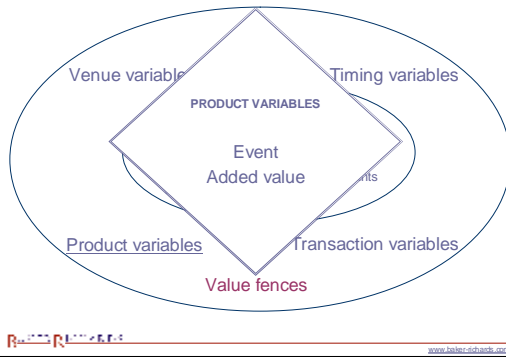 Venue variable
Timing variables
PRODUCT VARIABLES
Event
Added value
nts
Product variables
Transaction variables
Value fences
www.baker-richards.com